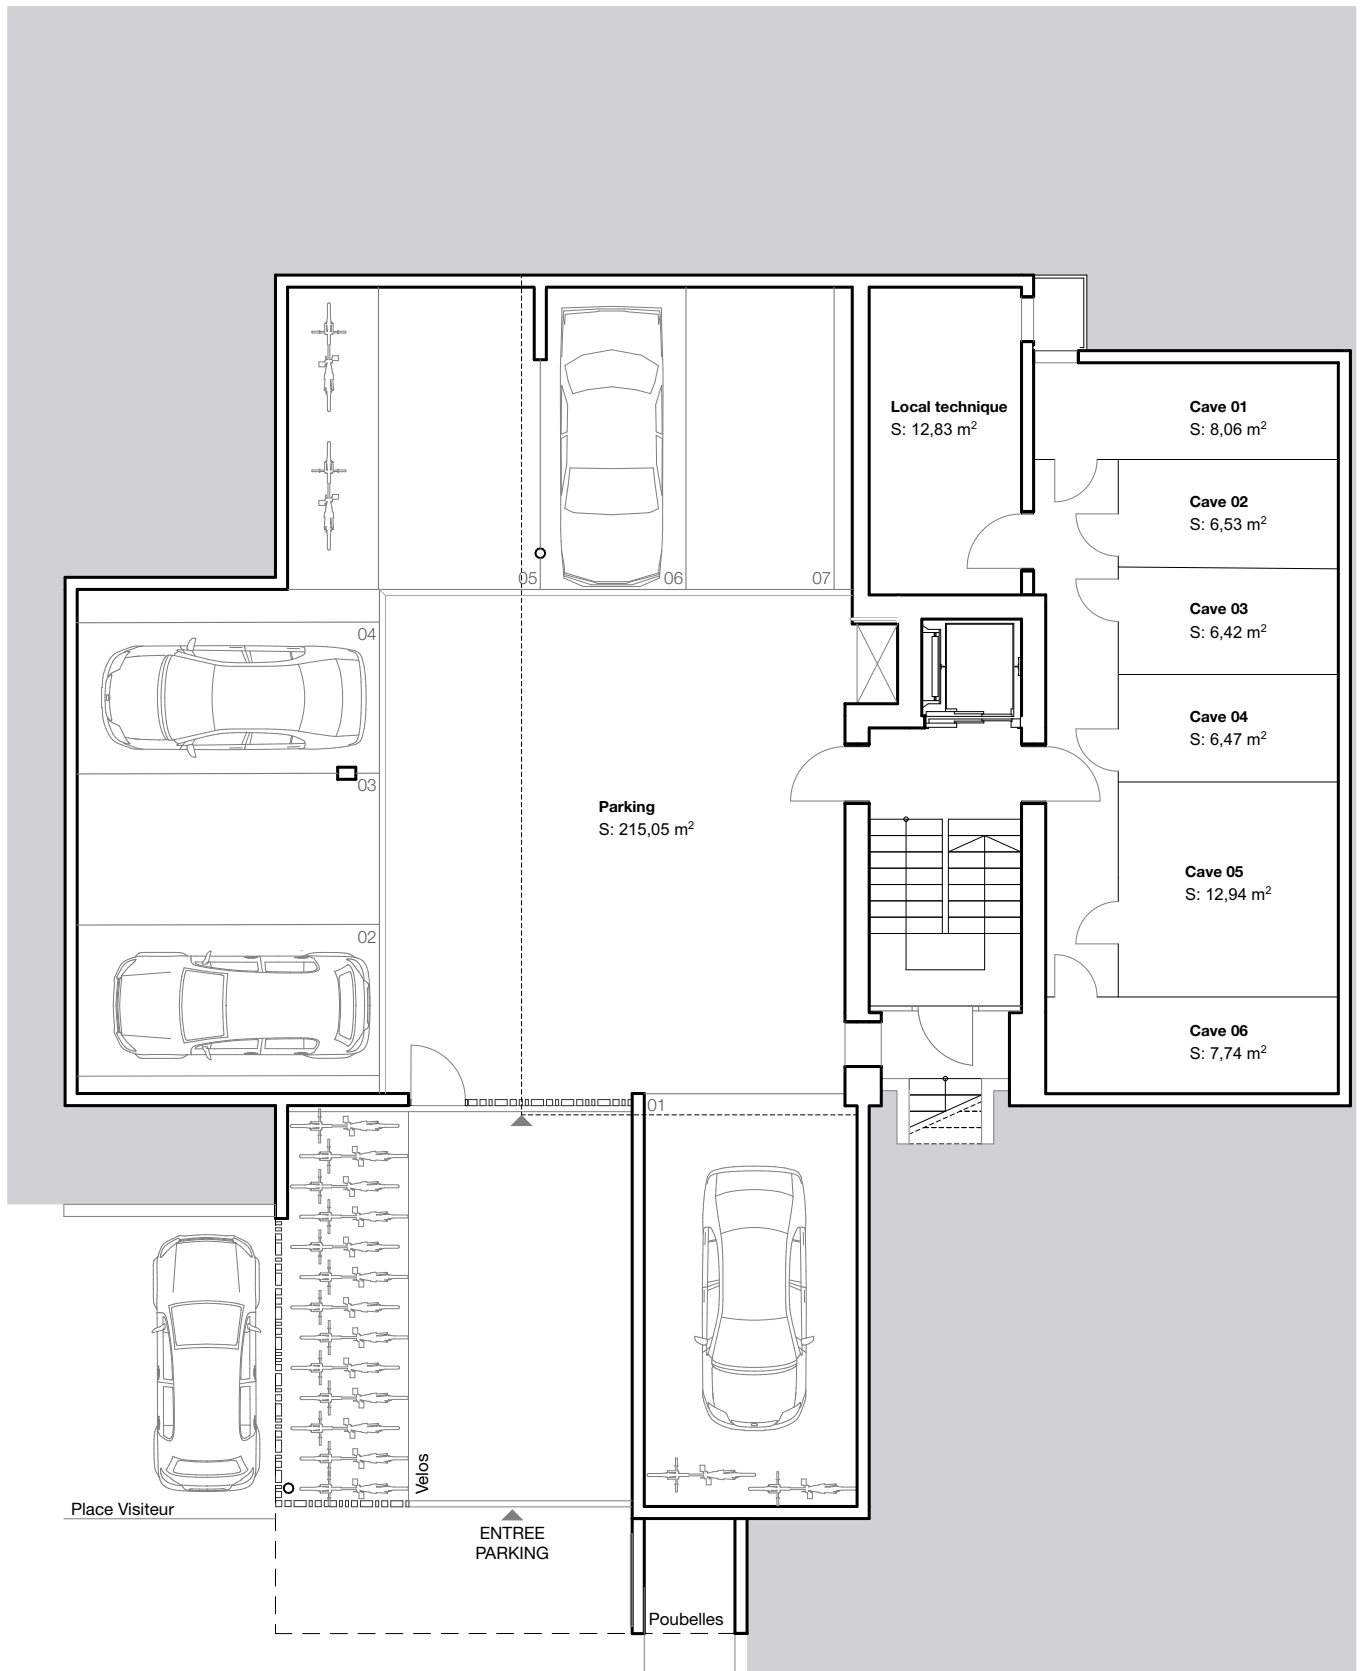 Local technique
S: 12,83 m²
Cave 01
S: 8,06 m²
Cave 02
S: 6,53 m²
05
06
07
Cave 03
S: 6,42 m²
04
Cave 04
S: 6,47 m²
03
Parking
S: 215,05 m²
Cave 05
S: 12,94 m²
02
Cave 06
S: 7,74 m²
01
Velos
Place Visiteur
ENTREE
PARKING
Poubelles